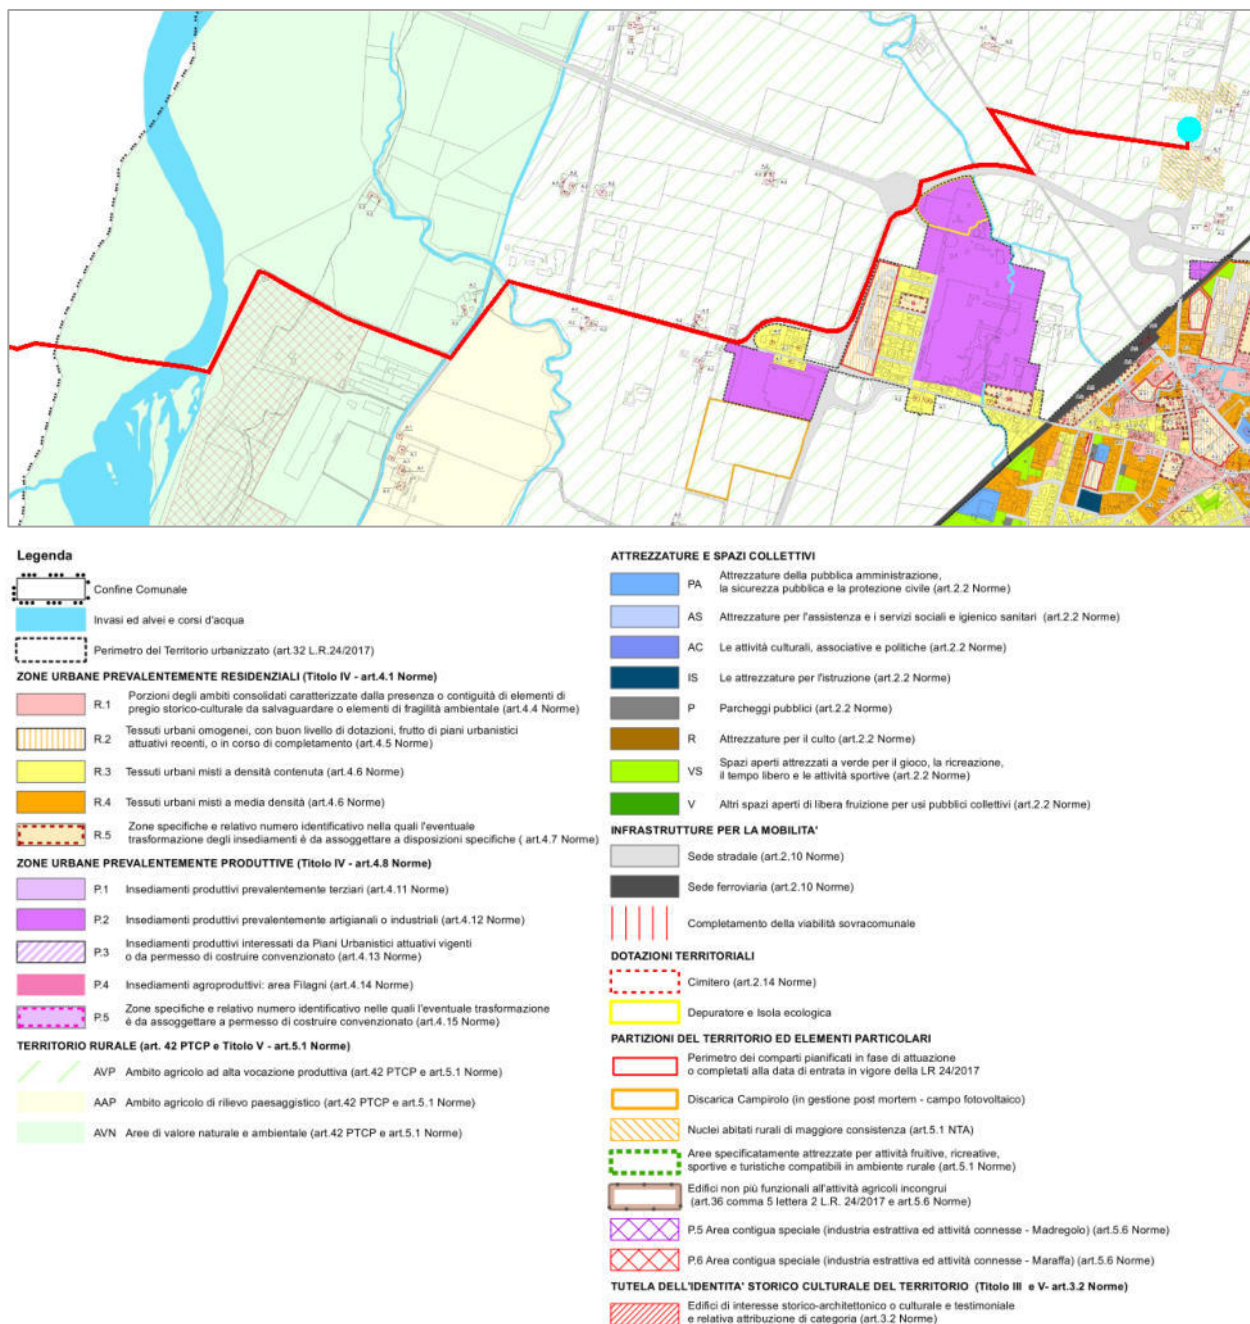 Legenda
Confine Comunale
Invasi ed alvei e corsi d'acqua
Perimetro del Territorio urbanizzato (art.32 L.R.24/2017)
ZONE URBANE PREVALENTEMENTE RESIDENZIALI (Titolo IV - art.4.1 Norme)
R.1 Porzioni degli ambiti consolidati caratterizzate dalla presenza o contiguità di elementi di
pregio storico-culturale da salvaguardare o elementi di fragilità ambientale (art.4.4 Norme)
R.2 Tessuti urbani omogenei, con buon livello di dotazioni, frutto di piani urbanistici
attuativi recenti, o in corso di completamento (art.4.5 Norme)
R.3 Tessuti urbani misti a densità contenuta (art.4.6 Norme)
R.4 Tessuti urbani misti a media densità (art.4.6 Norme)
R.5 Zone specifiche e relativo numero identificativo nella quali l'eventuale
trasformazione degli insediamenti è da assoggettare a disposizioni specifiche ( art.4.7 Norme)
ZONE URBANE PREVALENTEMENTE PRODUTTIVE (Titolo IV - art.4.8 Norme)
P.1 Insediamenti produttivi prevalentemente terziari (art.4.11 Norme)
P.2 Insediamenti produttivi prevalentemente artigianali o industriali (art.4.12 Norme)
P.3 Insediamenti produttivi interessati da Piani Urbanistici attuativi vigenti
o da permesso di costruire convenzionato (art.4.13 Norme)
P.4 Insediamenti agroproduttivi: area Filagni (art.4.14 Norme)
P.5 Zone specifiche e relativo numero identificativo nelle quali l'eventuale trasformazione
è da assoggettare a permesso di costruire convenzionato (art.4.15 Norme)
TERRITORIO RURALE (art. 42 PTCP e Titolo V - art.5.1 Norme)
AVP Ambito agricolo ad alta vocazione produttiva (art.42 PTCP e art.5.1 Norme)
AAP Ambito agricolo di rilievo paesaggistico (art.42 PTCP e art.5.1 Norme)
AVN Aree di valore naturale e ambientale (art.42 PTCP e art.5.1 Norme)
ATTREZZATURE E SPAZI COLLETTIVI
PA Attrezzature della pubblica amministrazione,
la sicurezza pubblica e la protezione civile (art.2.2 Norme)
AS Attrezzature per l'assistenza e i servizi sociali e igienico sanitari (art.2.2 Norme)
AC Le attività culturali, associative e politiche (art.2.2 Norme)
IS Le attrezzature per l'istruzione (art.2.2 Norme)
P Parcheggi pubblici (art.2.2 Norme)
R Attrezzature per il culto (art.2.2 Norme)
VS Spazi aperti attrezzati a verde per il gioco, la ricreazione,
il tempo libero e le attività sportive (art.2.2 Norme)
V Altri spazi aperti di libera fruizione per usi pubblici collettivi (art.2.2 Norme)
INFRASTRUTTURE PER LA MOBILITA'
Sede stradale (art.2.10 Norme)
Sede ferroviaria (art.2.10 Norme)
Completamento della viabilità sovracomunale
DOTAZIONI TERRITORIALI
Cimitero (art.2.14 Norme)
Depuratore e Isola ecologica
PARTIZIONI DEL TERRITORIO ED ELEMENTI PARTICOLARI
Perimetro dei comparti pianificati in fase di attuazione
o completati alla data di entrata in vigore della LR 24/2017
Discarica Campirolo (in gestione post mortem - campo fotovoltaico)
Nuclei abitati rurali di maggiore consistenza (art.5.1 NTA)
Aree specificatamente attrezzate per attività fruitive, ricreative,
sportive e turistiche compatibili in ambiente rurale (art.5.1 Norme)
Edifici non più funzionali all'attività agricoli incongrui
(art.36 comma 5 lettera 2 L.R. 24/2017 e art.5.6 Norme)
P.5 Area contigua speciale (industria estrattiva ed attività connesse - Madregolo) (art.5.6 Norme)
P.6 Area contigua speciale (industria estrattiva ed attività connesse - Maraffa) (art.5.6 Norme)
TUTELA DELL'IDENTITA' STORICO CULTURALE DEL TERRITORIO (Titolo III e V- art.3.2 Norme)
Edifici di interesse storico-architettonico o culturale e testimoniale
e relativa attribuzione di categoria (art.3.2 Norme)